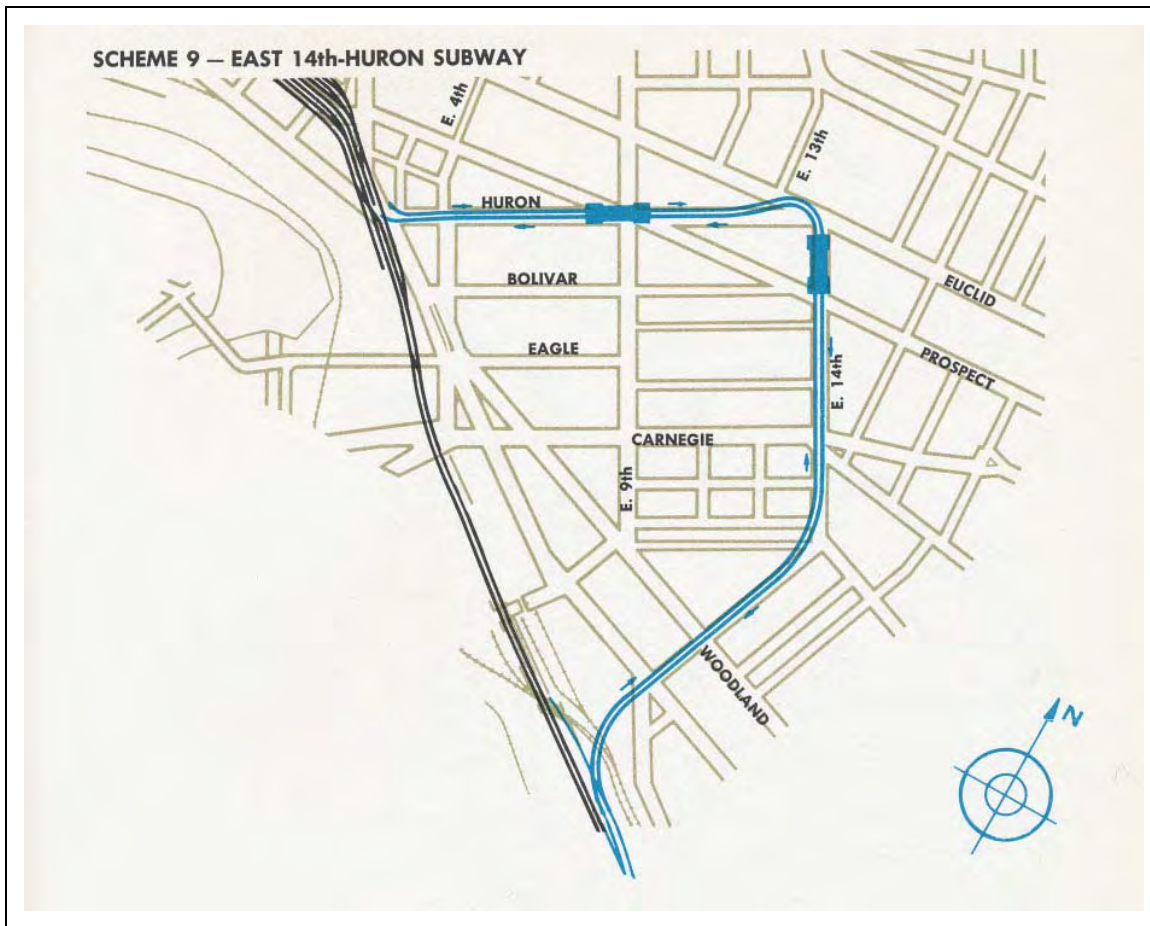 SCHEME 9 — EAST 14th-HURON SUBWAY
E. 4th
E. 13th
HURON
BOLIVAR
EUCLID
EAGLE
PROSPECT
E. 14th
CARNEGIE
E. 9th
WOODLAND
N